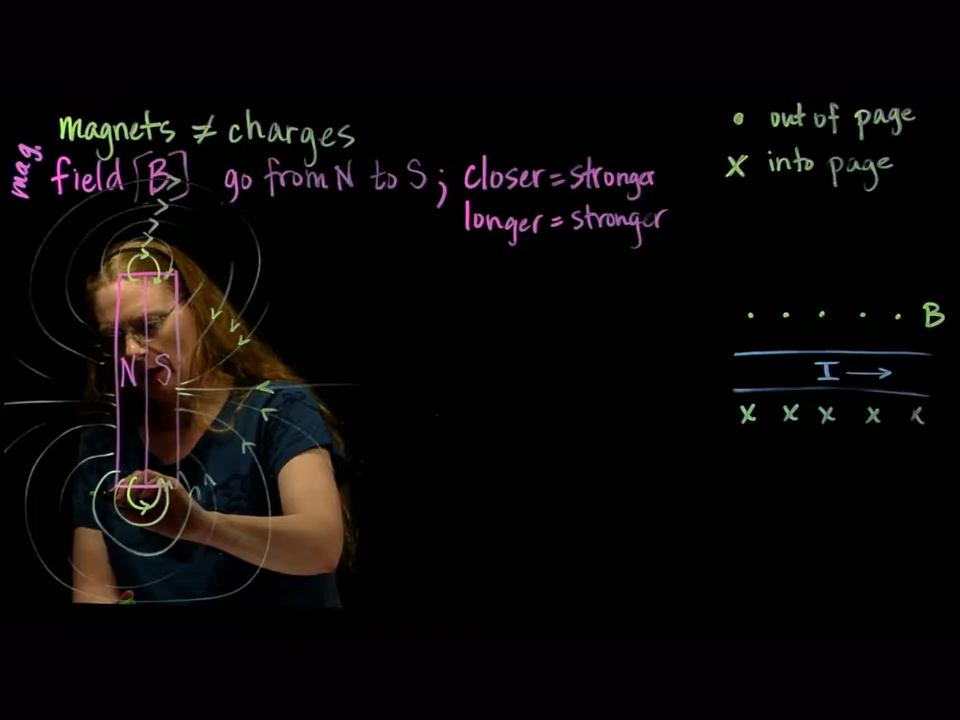 magnets ≠ charges
mag. field [B] go from N to S; closer = stronger
longer = stronger
• out of page
x into page
N S
. . . . . B
I →
x x x x x